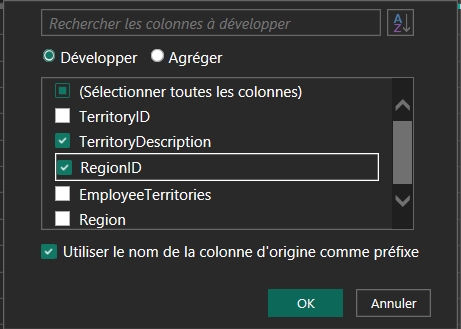 Rechercher les colonnes à développer
A
Z
Développer
Agréger
(Sélectionner toutes les colonnes)
TerritoryID
TerritoryDescription
RegionID
EmployeeTerritories
Region
Utiliser le nom de la colonne d'origine comme préfixe
OK
Annuler